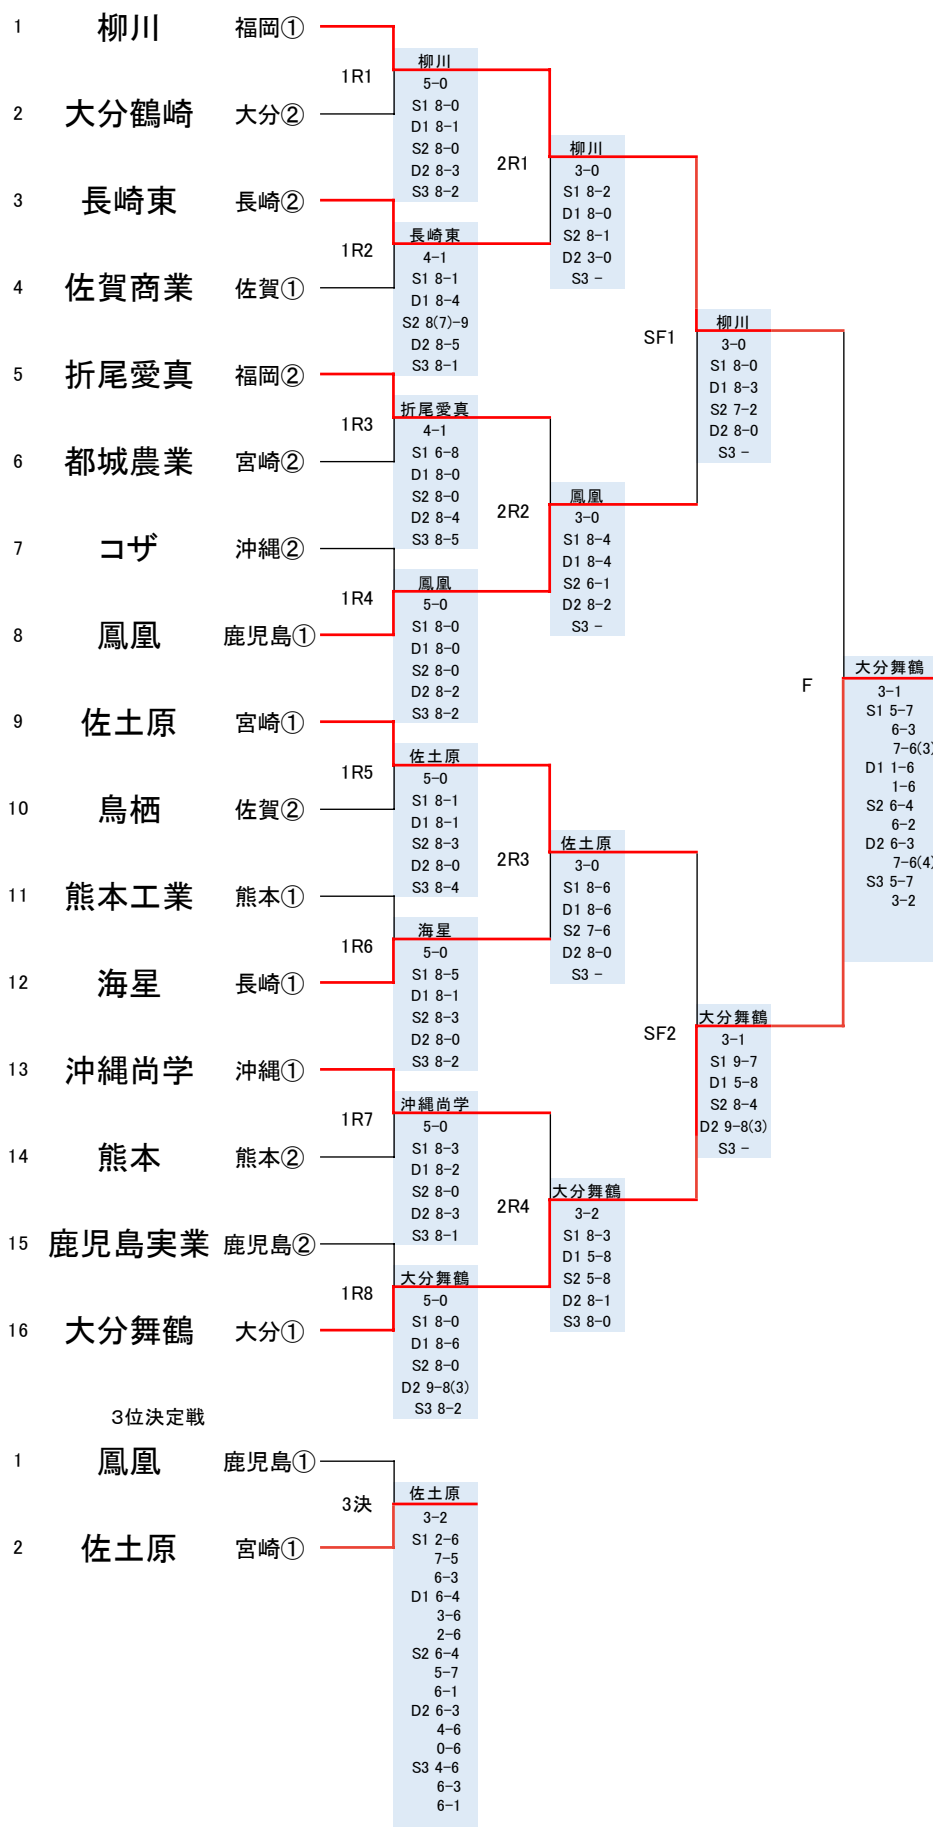 1 柳川 福岡①
1R1
柳川
5-0
S1 8-0
D1 8-1
S2 8-0
D2 8-3
S3 8-2
2 大分鶴崎 大分②
2R1
柳川
3-0
S1 8-2
D1 8-0
S2 8-1
D2 3-0
S3 -
3 長崎東 長崎②
1R2
長崎東
4-1
S1 8-1
D1 8-4
S2 8(7)-9
D2 8-5
S3 8-1
4 佐賀商業 佐賀①
SF1
柳川
3-0
S1 8-0
D1 8-3
S2 7-2
D2 8-0
S3 -
5 折尾愛真 福岡②
1R3
折尾愛真
4-1
S1 6-8
D1 8-0
S2 8-0
D2 8-4
S3 8-5
6 都城農業 宮崎②
2R2
鳳凰
3-0
S1 8-4
D1 8-4
S2 6-1
D2 8-2
S3 -
7 コザ 沖縄②
1R4
鳳凰
5-0
S1 8-0
D1 8-0
S2 8-0
D2 8-2
S3 8-2
8 鳳凰 鹿児島①
F
大分舞鶴
3-1
S1 5-7
6-3
7-6(3)
D1 1-6
1-6
S2 6-4
6-2
D2 6-3
7-6(4)
S3 5-7
3-2
9 佐土原 宮崎①
1R5
佐土原
5-0
S1 8-1
D1 8-1
S2 8-3
D2 8-0
S3 8-4
10 鳥栖 佐賀②
2R3
佐土原
3-0
S1 8-6
D1 8-6
S2 7-6
D2 8-0
S3 -
11 熊本工業 熊本①
1R6
海星
5-0
S1 8-5
D1 8-1
S2 8-3
D2 8-0
S3 8-2
12 海星 長崎①
SF2
大分舞鶴
3-1
S1 9-7
D1 5-8
S2 8-4
D2 9-8(3)
S3 -
13 沖縄尚学 沖縄①
1R7
沖縄尚学
5-0
S1 8-3
D1 8-2
S2 8-0
D2 8-3
S3 8-1
14 熊本 熊本②
2R4
大分舞鶴
3-2
S1 8-3
D1 5-8
S2 5-8
D2 8-1
S3 8-0
15 鹿児島実業 鹿児島②
1R8
大分舞鶴
5-0
S1 8-0
D1 8-6
S2 8-0
D2 9-8(3)
S3 8-2
16 大分舞鶴 大分①
3位決定戦
1 鳳凰 鹿児島①
3決
佐土原
3-2
S1 2-6
7-5
6-3
D1 6-4
3-6
2-6
S2 6-4
5-7
6-1
D2 6-3
4-6
0-6
S3 4-6
6-3
6-1
2 佐土原 宮崎①